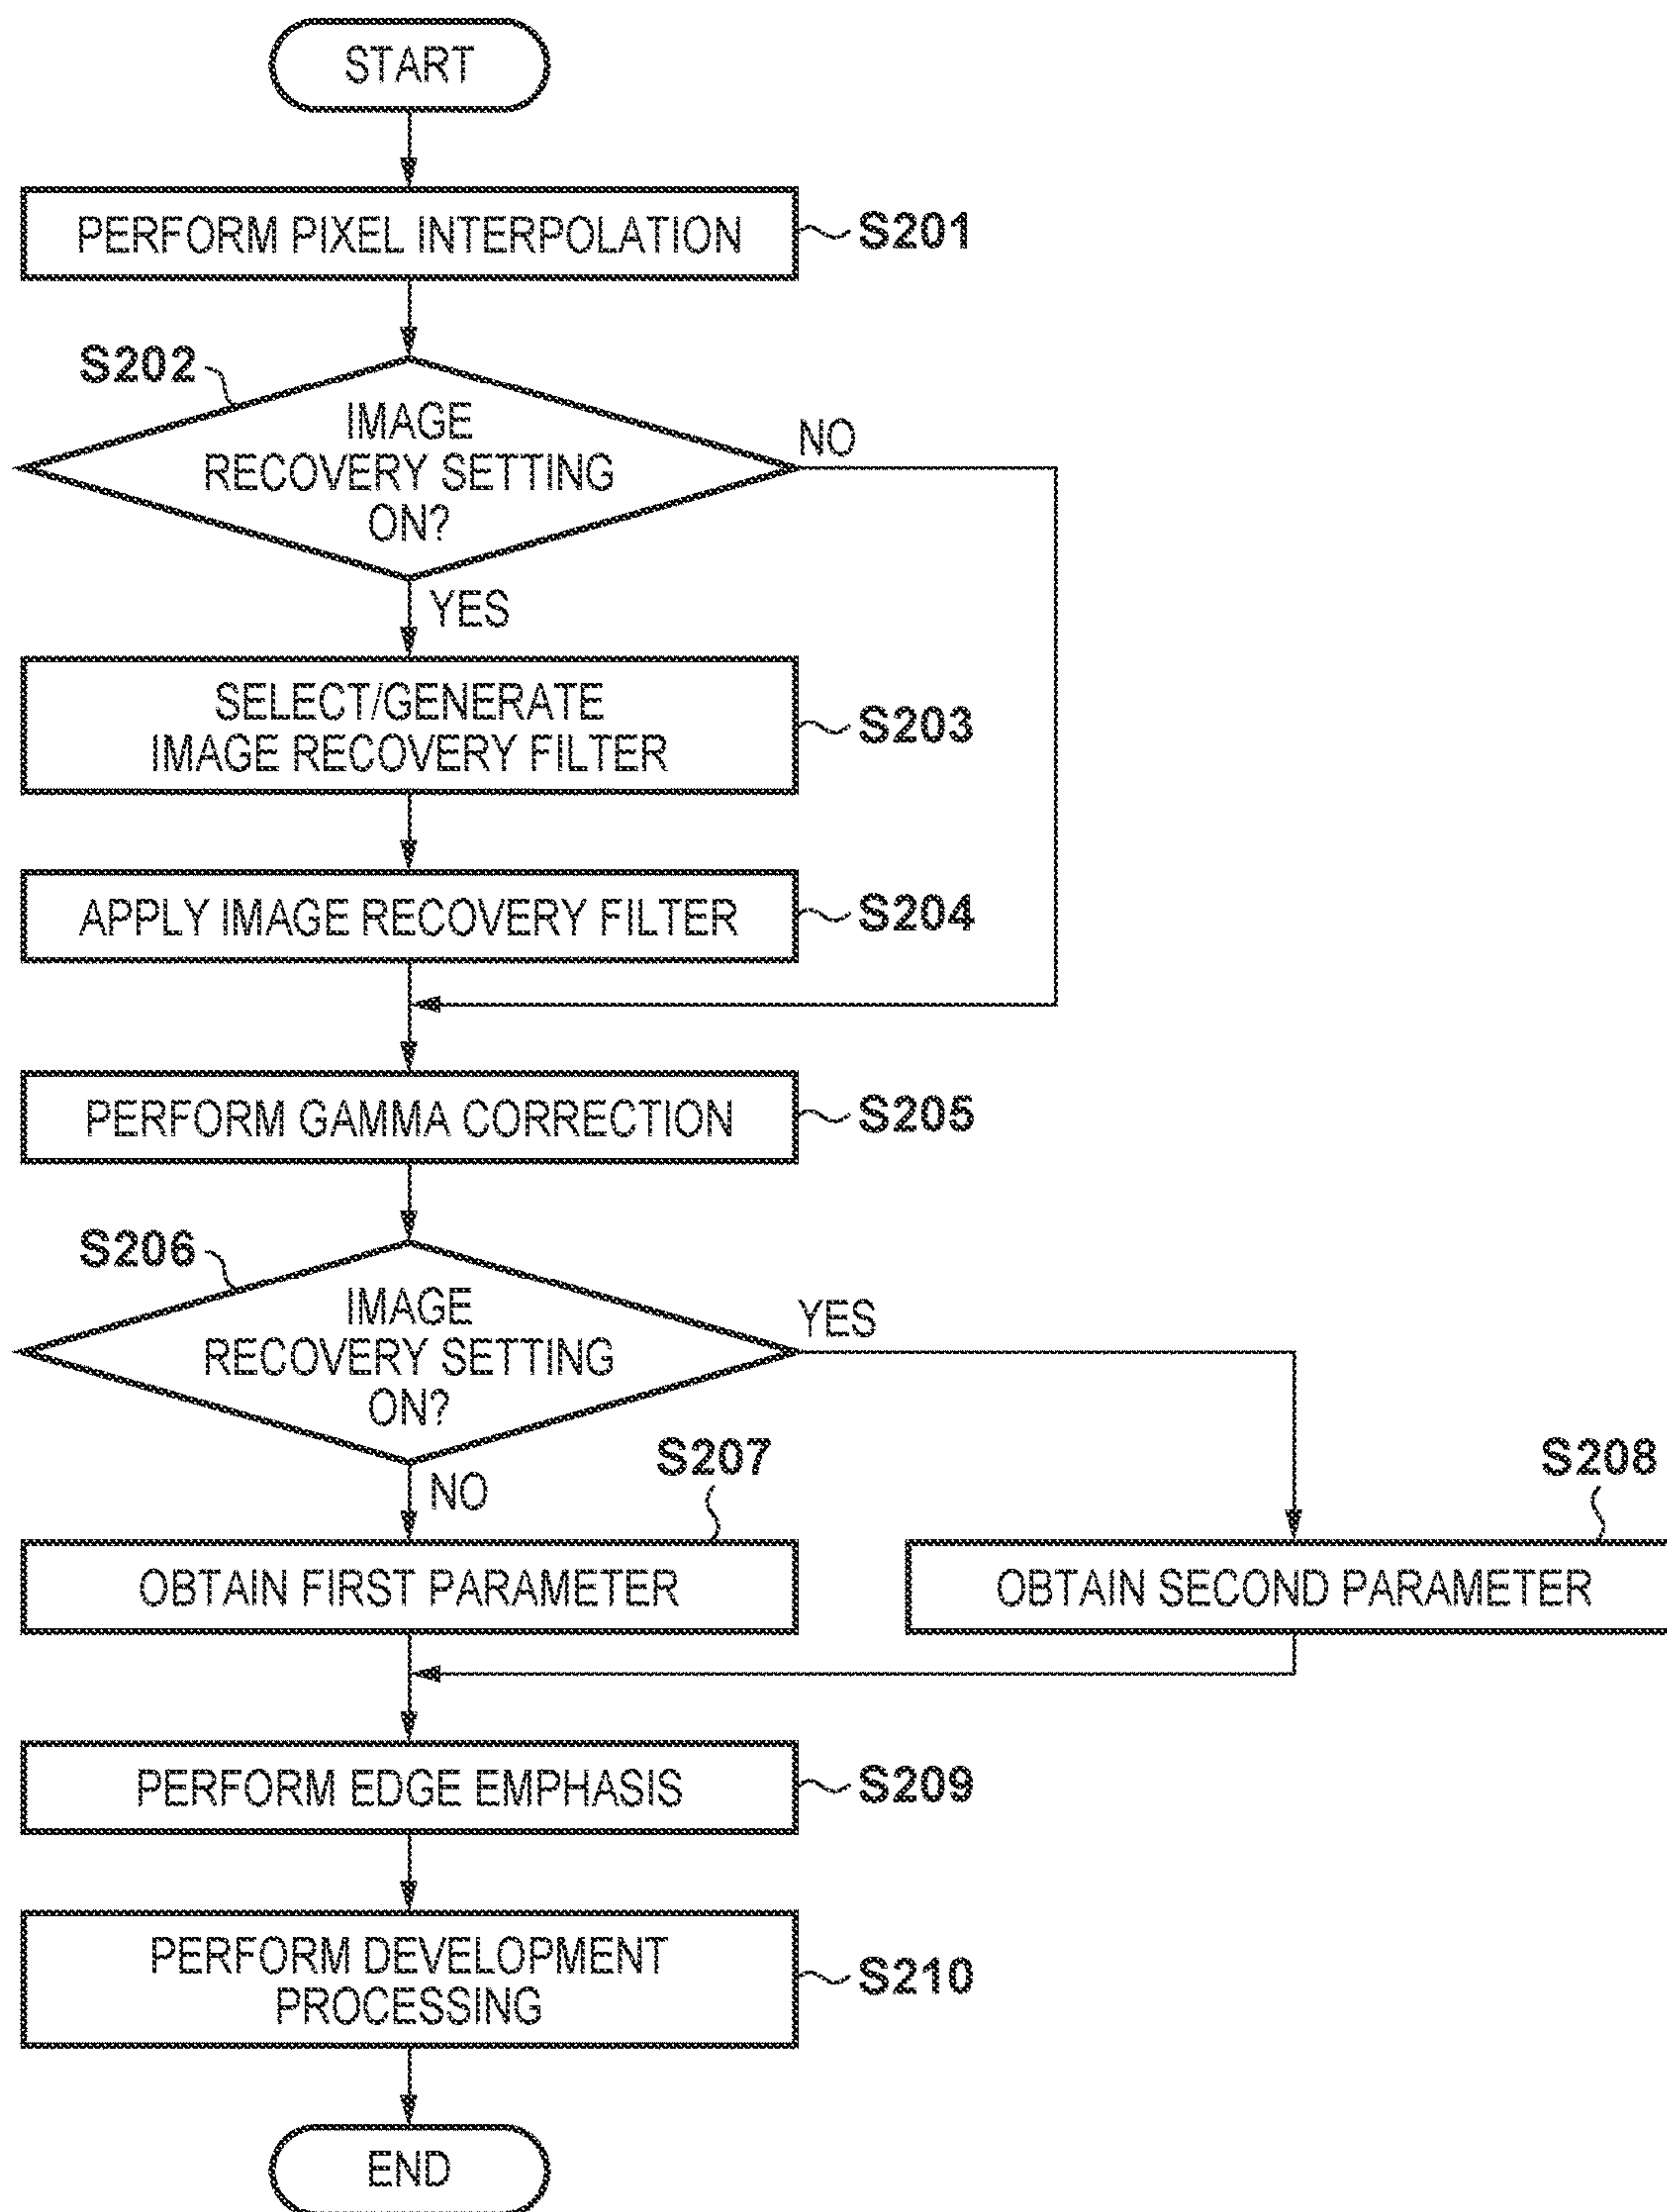 START
PERFORM PIXEL INTERPOLATION
S201
S202
IMAGE
RECOVERY SETTING
ON?
NO
YES
SELECT/GENERATE
IMAGE RECOVERY FILTER
S203
APPLY IMAGE RECOVERY FILTER
S204
PERFORM GAMMA CORRECTION
S205
S206
IMAGE
RECOVERY SETTING
ON?
YES
NO
S207
S208
OBTAIN FIRST PARAMETER
OBTAIN SECOND PARAMETER
PERFORM EDGE EMPHASIS
S209
PERFORM DEVELOPMENT
PROCESSING
S210
END